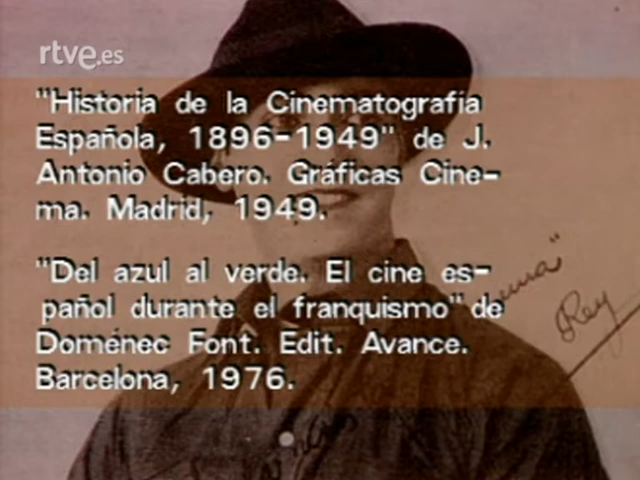 rtve.es
"Historia de la Cinematografía
Española, 1896-1949" de J.
Antonio Cabero. Gráficas Cine-
ma. Madrid, 1949.
"Del azul al verde. El cine es-
pañol durante el franquismo" de
Doménec Font. Edit. Avance.
Barcelona, 1976.
Rey